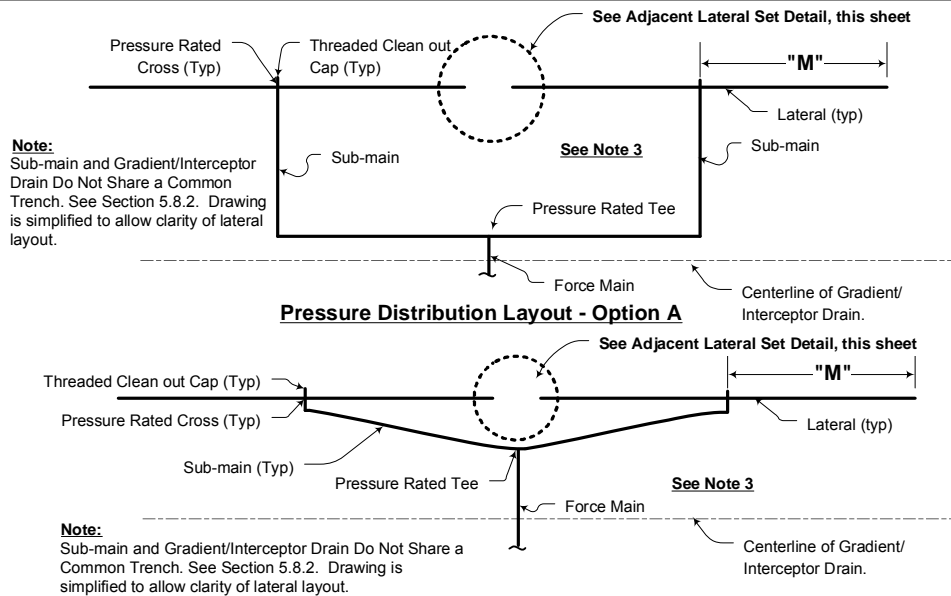 See Adjacent Lateral Set Detail, this sheet
Pressure Rated
Cross (Typ)
Threaded Clean out
Cap (Typ)
"M"
Lateral (typ)
Note:
Sub-main and Gradient/Interceptor
Drain Do Not Share a Common
Trench. See Section 5.8.2. Drawing
is simplified to allow clarity of lateral
layout.
Sub-main
See Note 3
Sub-main
Pressure Rated Tee
Force Main
Centerline of Gradient/
Interceptor Drain.
Pressure Distribution Layout - Option A
See Adjacent Lateral Set Detail, this sheet
Threaded Clean out Cap (Typ)
"M"
Pressure Rated Cross (Typ)
Lateral (typ)
Sub-main (Typ)
Pressure Rated Tee
See Note 3
Force Main
Note:
Sub-main and Gradient/Interceptor Drain Do Not Share a
Common Trench. See Section 5.8.2. Drawing is
simplified to allow clarity of lateral layout.
Centerline of Gradient/
Interceptor Drain.